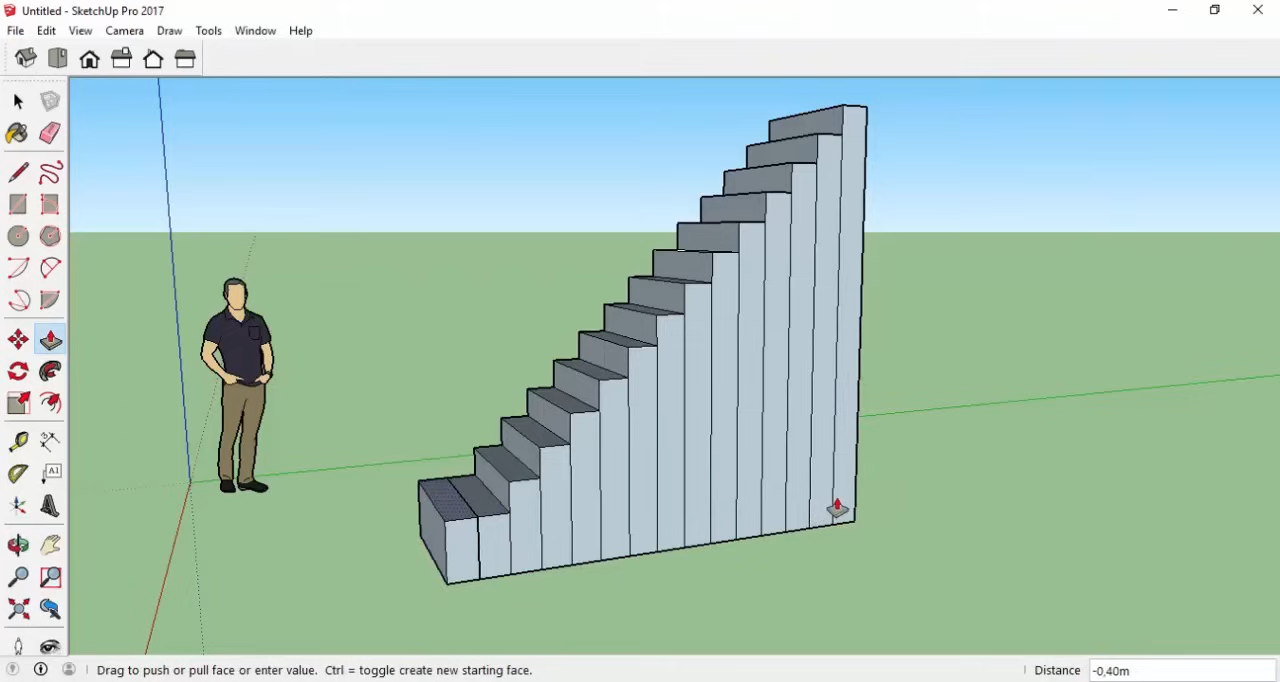 Untitled - SketchUp Pro 2017
File Edit View Camera Draw Tools Window Help
A1
Drag to push or pull face or enter value. Ctrl = toggle create new starting face.
Distance -0,40m